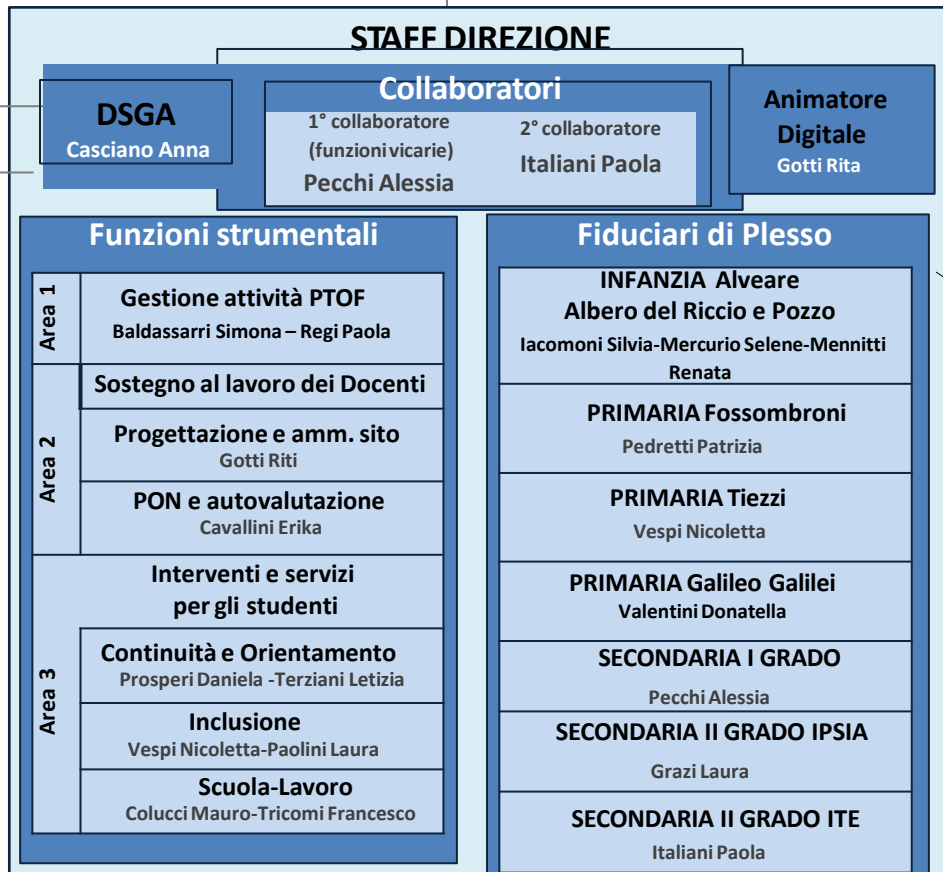 STAFF DIREZIONE
DSGA
Casciano Anna
Collaboratori
1° collaboratore
(funzioni vicarie)
Pecchi Alessia
2° collaboratore
Italiani Paola
Animatore
Digitale
Gotti Rita
Funzioni strumentali
Area 1
Gestione attività PTOF
Baldassarri Simona – Regi Paola
Area 2
Sostegno al lavoro dei Docenti
Progettazione e amm. sito
Gotti Riti
PON e autovalutazione
Cavallini Erika
Area 3
Interventi e servizi
per gli studenti
Continuità e Orientamento
Prosperi Daniela -Terziani Letizia
Inclusione
Vespi Nicoletta-Paolini Laura
Scuola-Lavoro
Colucci Mauro-Tricomi Francesco
Fiduciari di Plesso
INFANZIA Alveare
Albero del Riccio e Pozzo
Iacomoni Silvia-Mercurio Selene-Mennitti
Renata
PRIMARIA Fossombroni
Pedretti Patrizia
PRIMARIA Tiezzi
Vespi Nicoletta
PRIMARIA Galileo Galilei
Valentini Donatella
SECONDARIA I GRADO
Pecchi Alessia
SECONDARIA II GRADO IPSIA
Grazi Laura
SECONDARIA II GRADO ITE
Italiani Paola